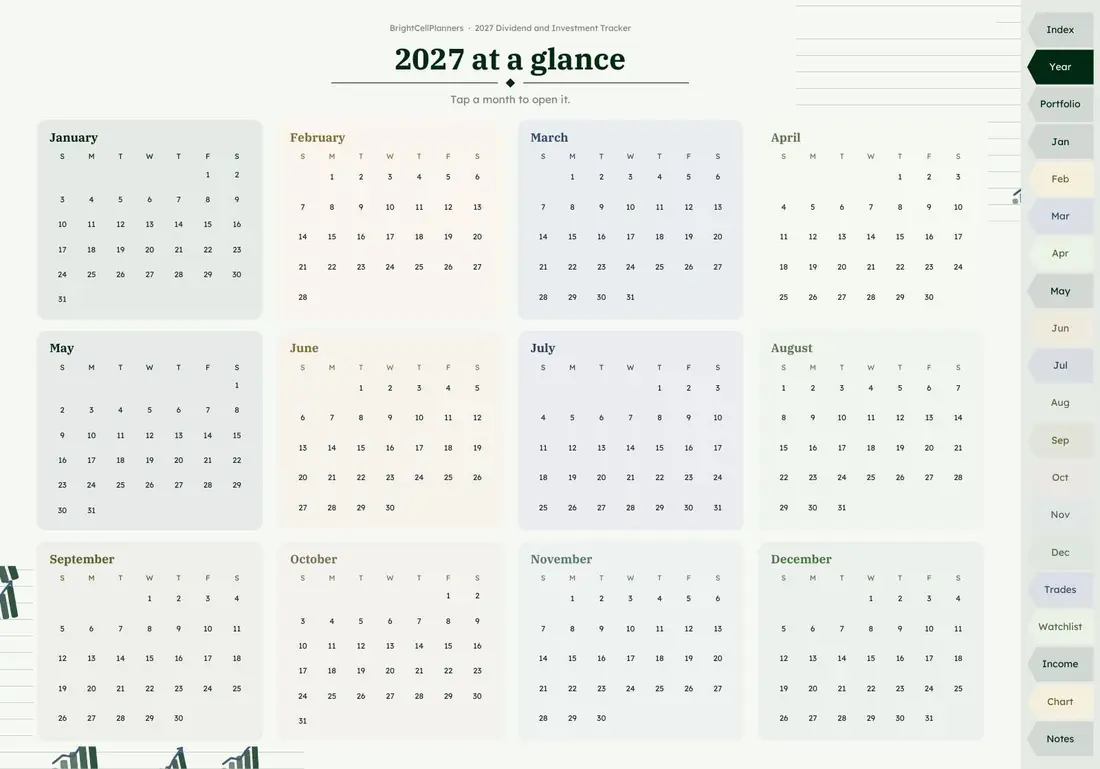 BrightCellPlanners · 2027 Dividend and Investment Tracker
2027 at a glance
Tap a month to open it.
January
S M T W T F S
1 2
3 4 5 6 7 8 9
10 11 12 13 14 15 16
17 18 19 20 21 22 23
24 25 26 27 28 29 30
31
February
S M T W T F S
1 2 3 4 5 6
7 8 9 10 11 12 13
14 15 16 17 18 19 20
21 22 23 24 25 26 27
28
March
S M T W T F S
1 2 3 4 5 6
7 8 9 10 11 12 13
14 15 16 17 18 19 20
21 22 23 24 25 26 27
28 29 30 31
April
S M T W T F S
1 2 3
4 5 6 7 8 9 10
11 12 13 14 15 16 17
18 19 20 21 22 23 24
25 26 27 28 29 30
May
S M T W T F S
1
2 3 4 5 6 7 8
9 10 11 12 13 14 15
16 17 18 19 20 21 22
23 24 25 26 27 28 29
30 31
June
S M T W T F S
1 2 3 4 5
6 7 8 9 10 11 12
13 14 15 16 17 18 19
20 21 22 23 24 25 26
27 28 29 30
July
S M T W T F S
1 2 3
4 5 6 7 8 9 10
11 12 13 14 15 16 17
18 19 20 21 22 23 24
25 26 27 28 29 30 31
August
S M T W T F S
1 2 3 4 5 6 7
8 9 10 11 12 13 14
15 16 17 18 19 20 21
22 23 24 25 26 27 28
29 30 31
September
S M T W T F S
1 2 3 4
5 6 7 8 9 10 11
12 13 14 15 16 17 18
19 20 21 22 23 24 25
26 27 28 29 30
October
S M T W T F S
1 2
3 4 5 6 7 8 9
10 11 12 13 14 15 16
17 18 19 20 21 22 23
24 25 26 27 28 29 30
31
November
S M T W T F S
1 2 3 4 5 6
7 8 9 10 11 12 13
14 15 16 17 18 19 20
21 22 23 24 25 26 27
28 29 30
December
S M T W T F S
1 2 3 4
5 6 7 8 9 10 11
12 13 14 15 16 17 18
19 20 21 22 23 24 25
26 27 28 29 30 31
Index
Year
Portfolio
Jan
Feb
Mar
Apr
May
Jun
Jul
Aug
Sep
Oct
Nov
Dec
Trades
Watchlist
Income
Chart
Notes